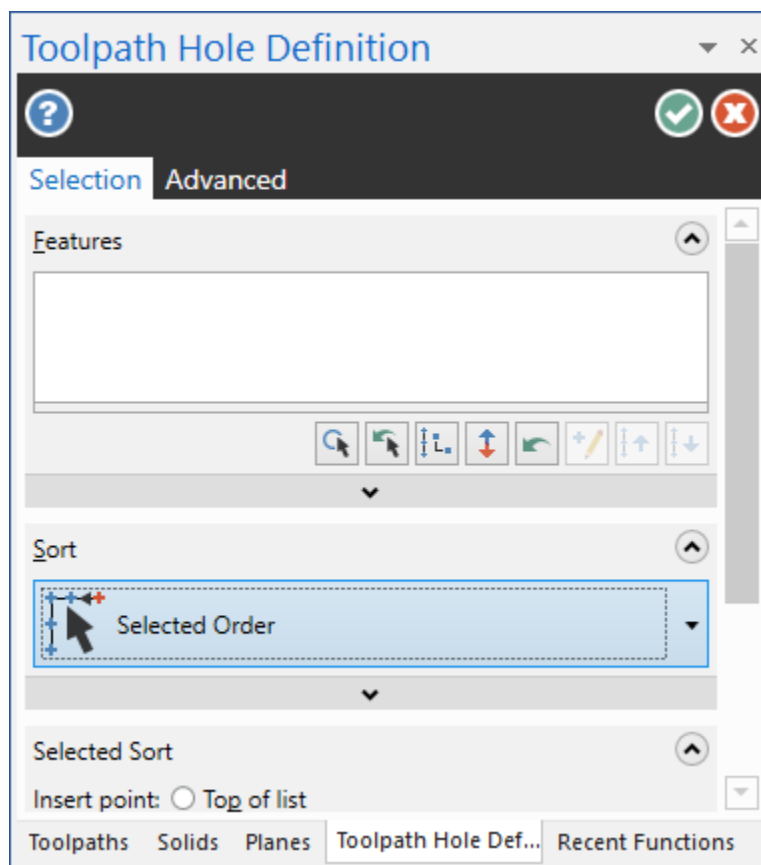 Toolpath Hole Definition
Selection Advanced
Features
Sort
Selected Order
Selected Sort
Insert point: Top of list
Toolpaths Solids Planes Toolpath Hole Def... Recent Functions